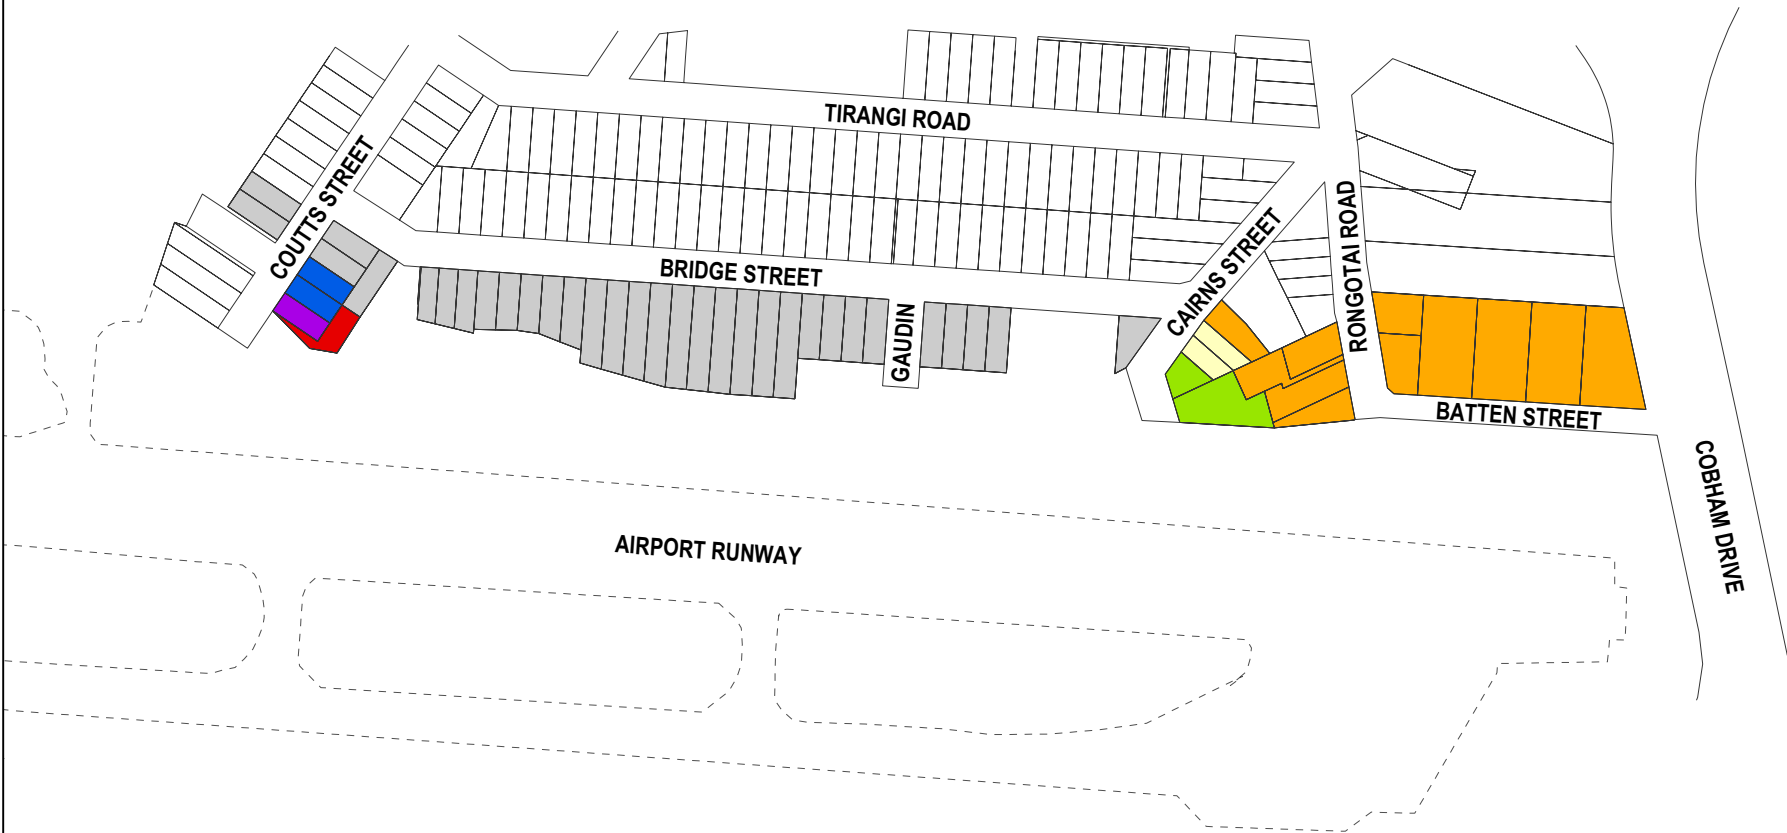 TIRANGI ROAD
COUTTS STREET
BRIDGE STREET
CAIRNS STREET
RONGOTAI ROAD
GAUDIN
BATTEN STREET
COBHAM DRIVE
AIRPORT RUNWAY